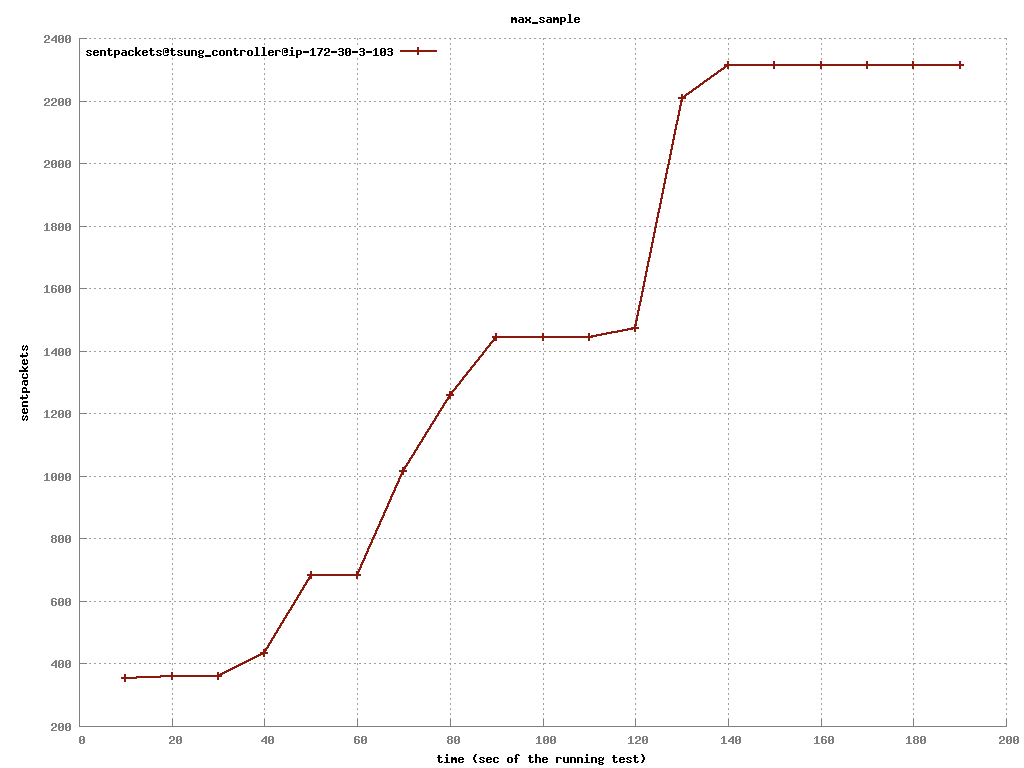 max_sample
2400
sentpackets@tsung_controller@ip-172-30-3-103
2200
2000
1800
1600
1400
sentpackets
1200
1000
800
600
400
200
0 20 40 60 80 100 120 140 160 180 200
time (sec of the running test)